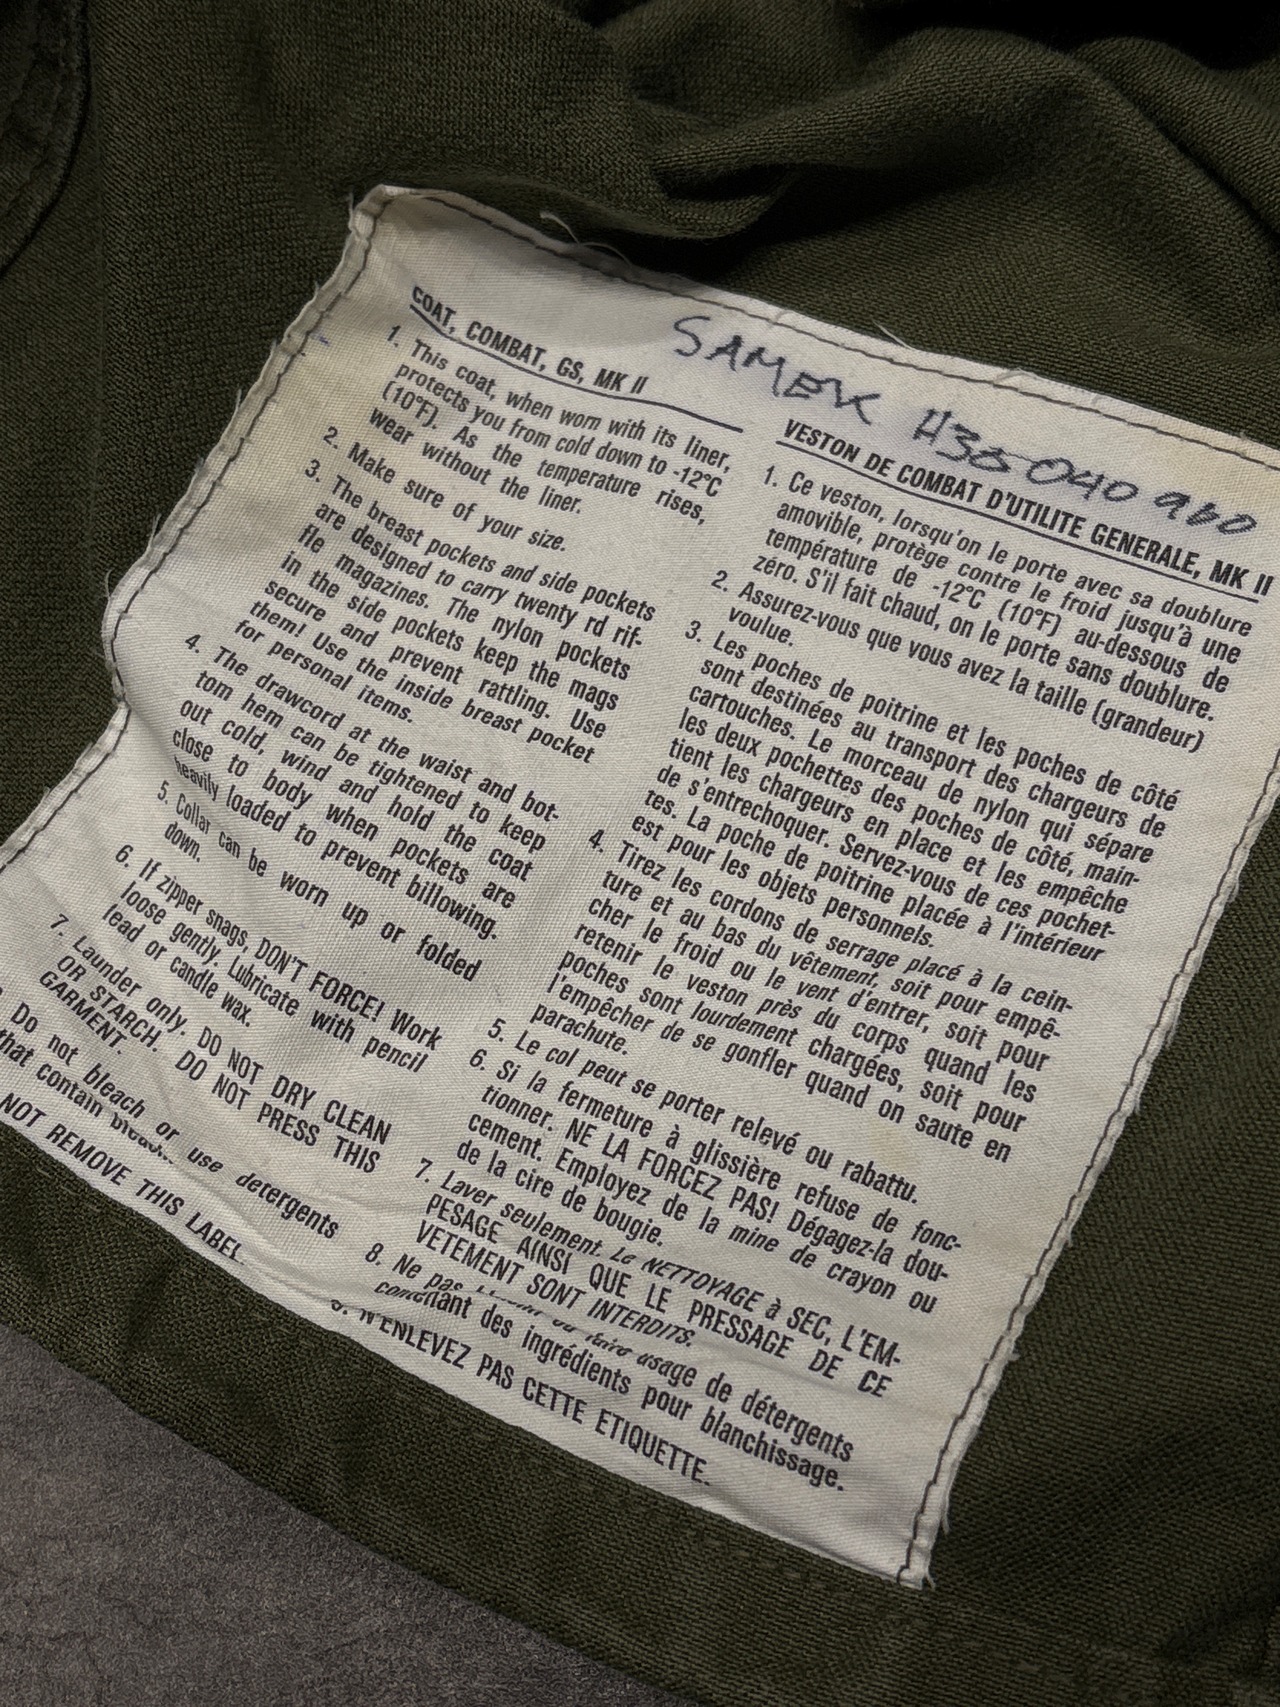 SAMEK H36 040 960
COAT, COMBAT, GS, MK II
1. This coat, when worn with its liner,
protects you from cold down to -12°C
(10°F). As the temperature rises,
wear without the liner.
2. Make sure of your size.
3. The breast pockets and side pockets
are designed to carry twenty rd rif-
fle magazines. The nylon pockets
in the side pockets keep the mags
secure and prevent rattling. Use
them! Use the inside breast pocket
for personal items.
4. The drawcord at the waist and bot-
tom hem can be tightened to keep
out cold, wind and hold the coat
close to body when pockets are
heavily loaded to prevent billowing.
5. Collar can be worn up or folded
down.
6. If zipper snags, DON'T FORCE! Work
loose gently. Lubricate with pencil
lead or candle wax.
7. Launder only. DO NOT DRY CLEAN
OR STARCH. DO NOT PRESS THIS
GARMENT.
Do not bleach or use detergents
that contain
NOT REMOVE THIS LABEL.
VESTON DE COMBAT D'UTILITE GENERALE, MK II
1. Ce veston, lorsqu'on le porte avec sa doublure
amovible, protège contre le froid jusqu'à une
température de -12°C (10°F) au-dessous de
zéro. S'il fait chaud, on le porte sans doublure.
2. Assurez-vous que vous avez la taille (grandeur)
voulue.
3. Les poches de poitrine et les poches de côté
sont destinées au transport des chargeurs de
cartouches. Le morceau de nylon qui sépare
les deux pochettes des poches de côté, main-
tient les chargeurs en place et les empêche
de s'entrechoquer. Servez-vous de ces pochet-
tes. La poche de poitrine placée à l'intérieur
est pour les objets personnels.
4. Tirez les cordons de serrage placé à la cein-
ture et au bas du vêtement, soit pour empê-
cher le froid ou le vent d'entrer, soit pour
retenir le veston près du corps quand les
poches sont lourdement chargées, soit pour
l'empêcher de se gonfler quand on saute en
parachute.
5. Le col peut se porter relevé ou rabattu.
6. Si la fermeture à glissière refuse de fonc-
tionner. NE LA FORCEZ PAS! Dégagez-la dou-
cement. Employez de la mine de crayon ou
de la cire de bougie.
7. Laver seulement. Le NETTOYAGE à SEC, L'EM-
PESAGE AINSI QUE LE PRESSAGE DE CE
VETEMENT SONT INTERDITS.
8. Ne pas faire usage de détergents
contenant des ingrédients pour blanchissage.
9. N'ENLEVEZ PAS CETTE ETIQUETTE.